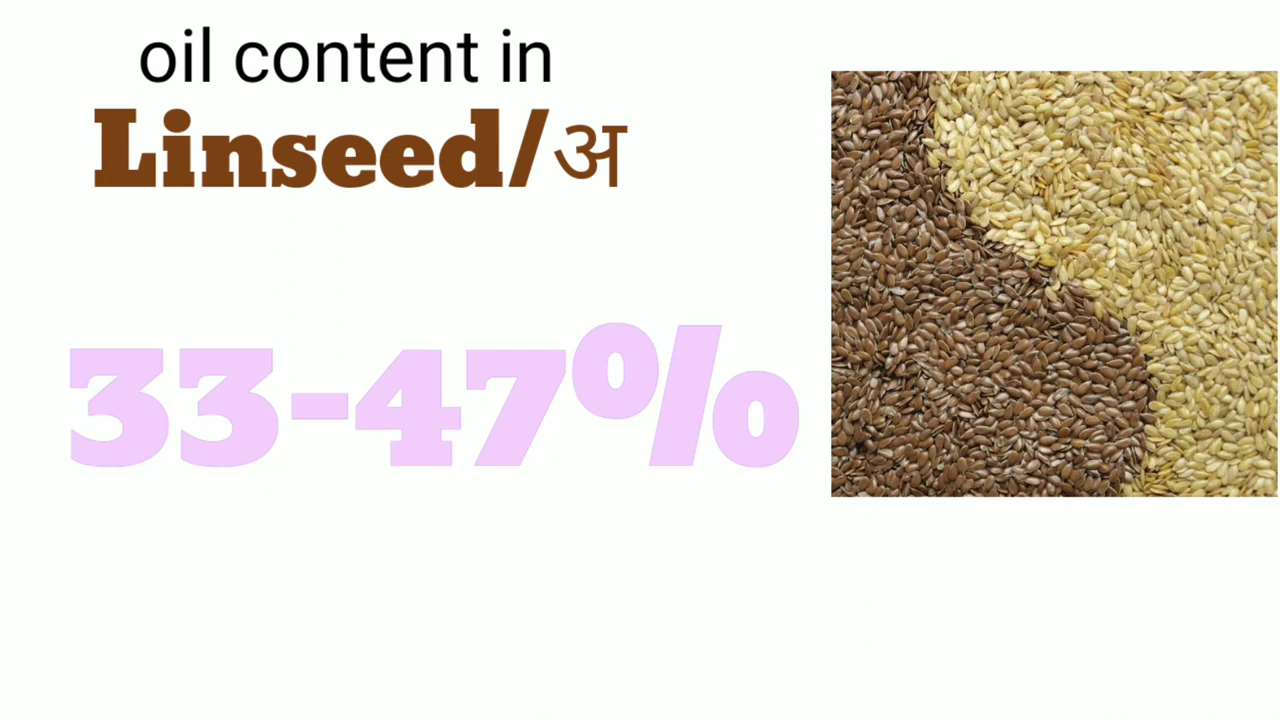 oil content in
Linseed/अ
33-47%